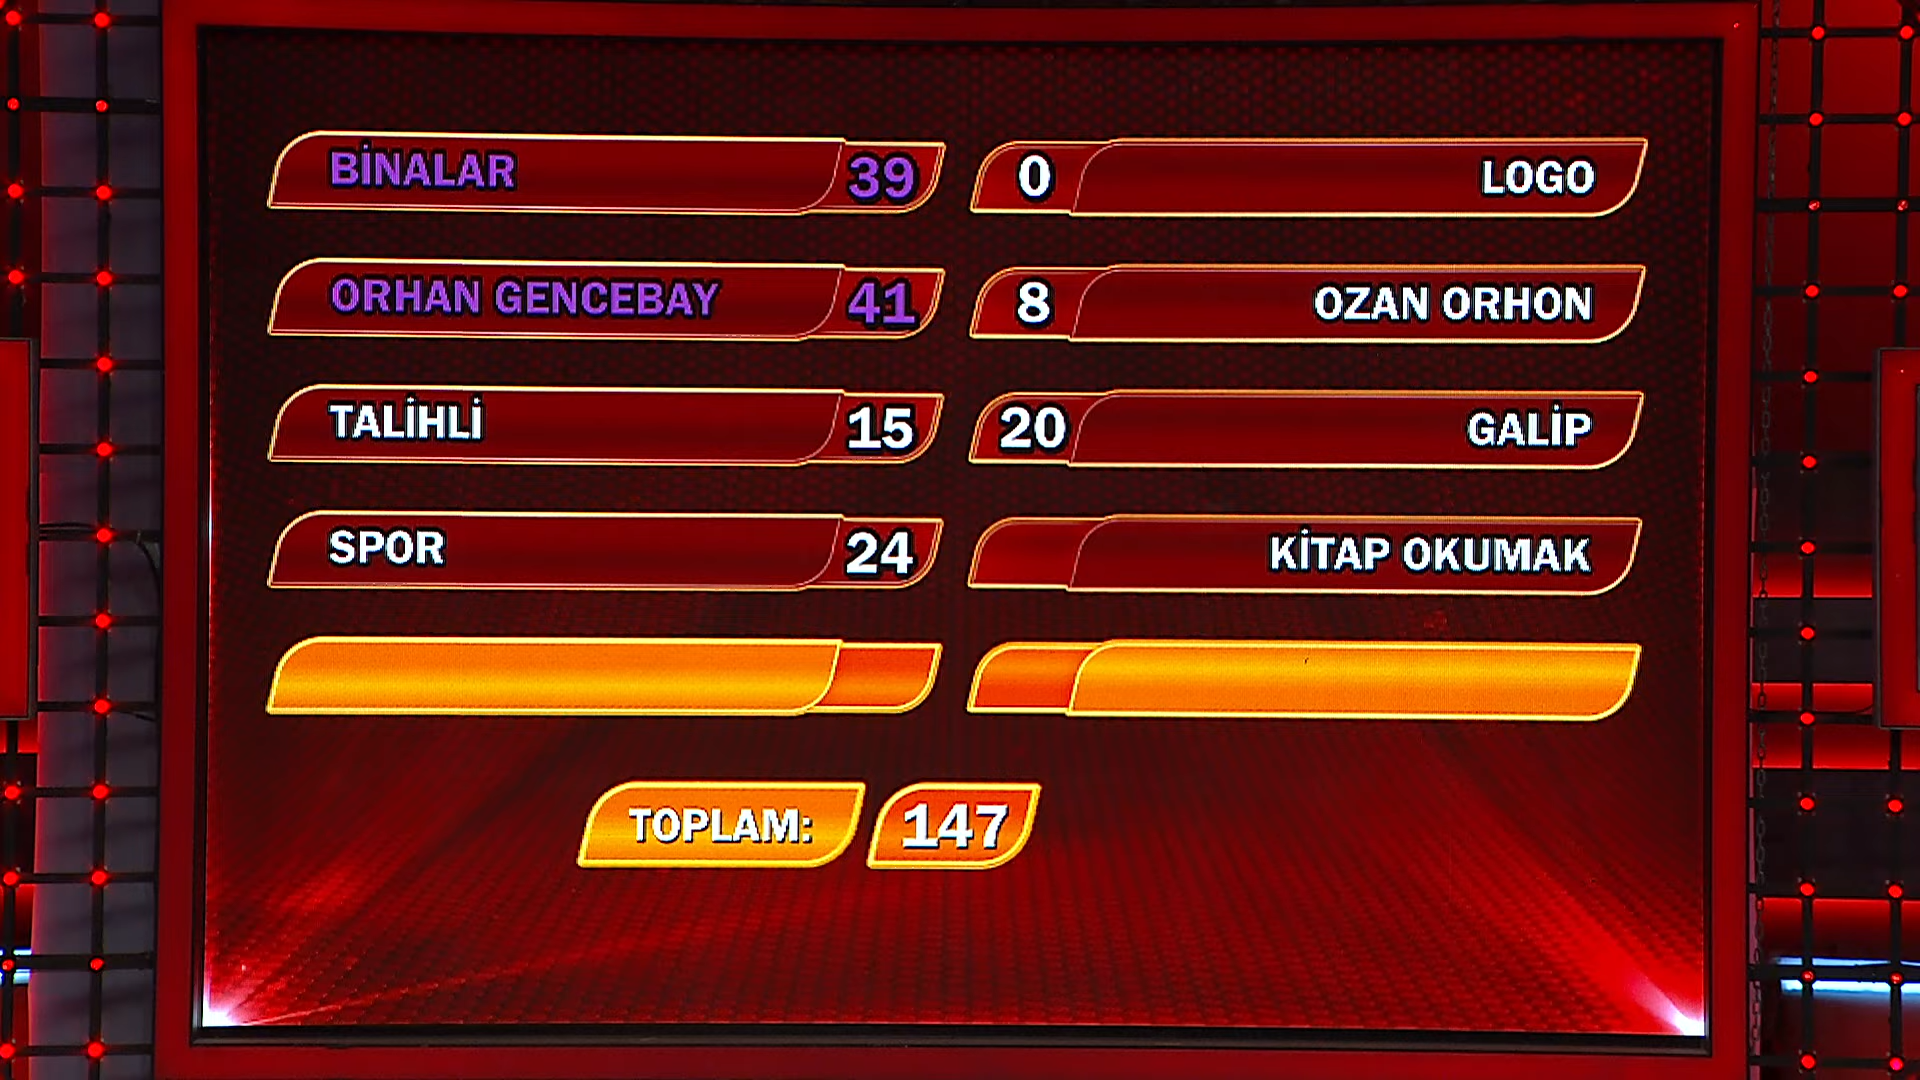 BİNALAR 39 0 LOGO
ORHAN GENCEBAY 41 8 OZAN ORHON
TALİHLİ 15 20 GALİP
SPOR 24 KİTAP OKUMAK
TOPLAM: 147